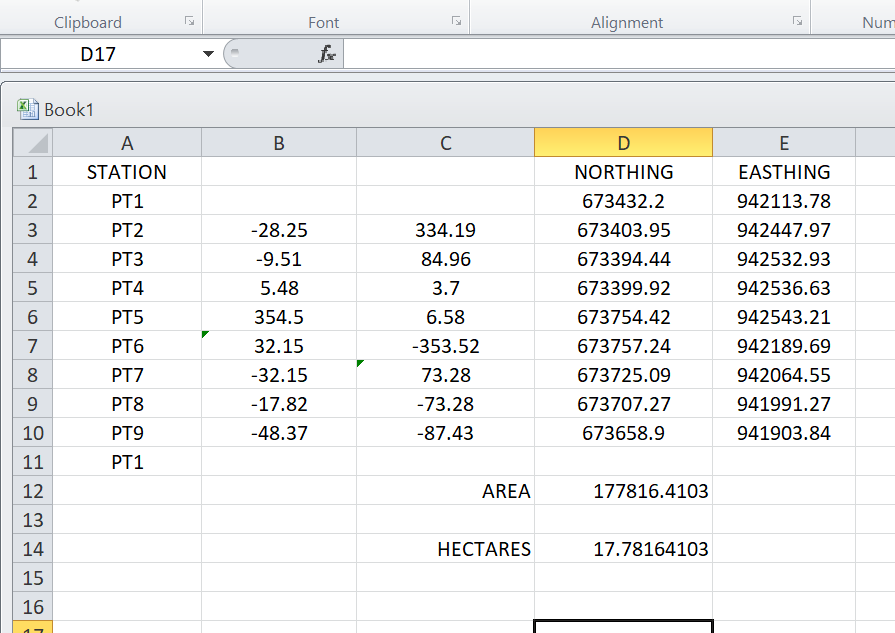 Clipboard Font Alignment Num
D17 fx
Book1
A B C D E
1 STATION NORTHING EASTHING
2 PT1 673432.2 942113.78
3 PT2 -28.25 334.19 673403.95 942447.97
4 PT3 -9.51 84.96 673394.44 942532.93
5 PT4 5.48 3.7 673399.92 942536.63
6 PT5 354.5 6.58 673754.42 942543.21
7 PT6 32.15 -353.52 673757.24 942189.69
8 PT7 -32.15 73.28 673725.09 942064.55
9 PT8 -17.82 -73.28 673707.27 941991.27
10 PT9 -48.37 -87.43 673658.9 941903.84
11 PT1
12 AREA 177816.4103
13
14 HECTARES 17.78164103
15
16
17